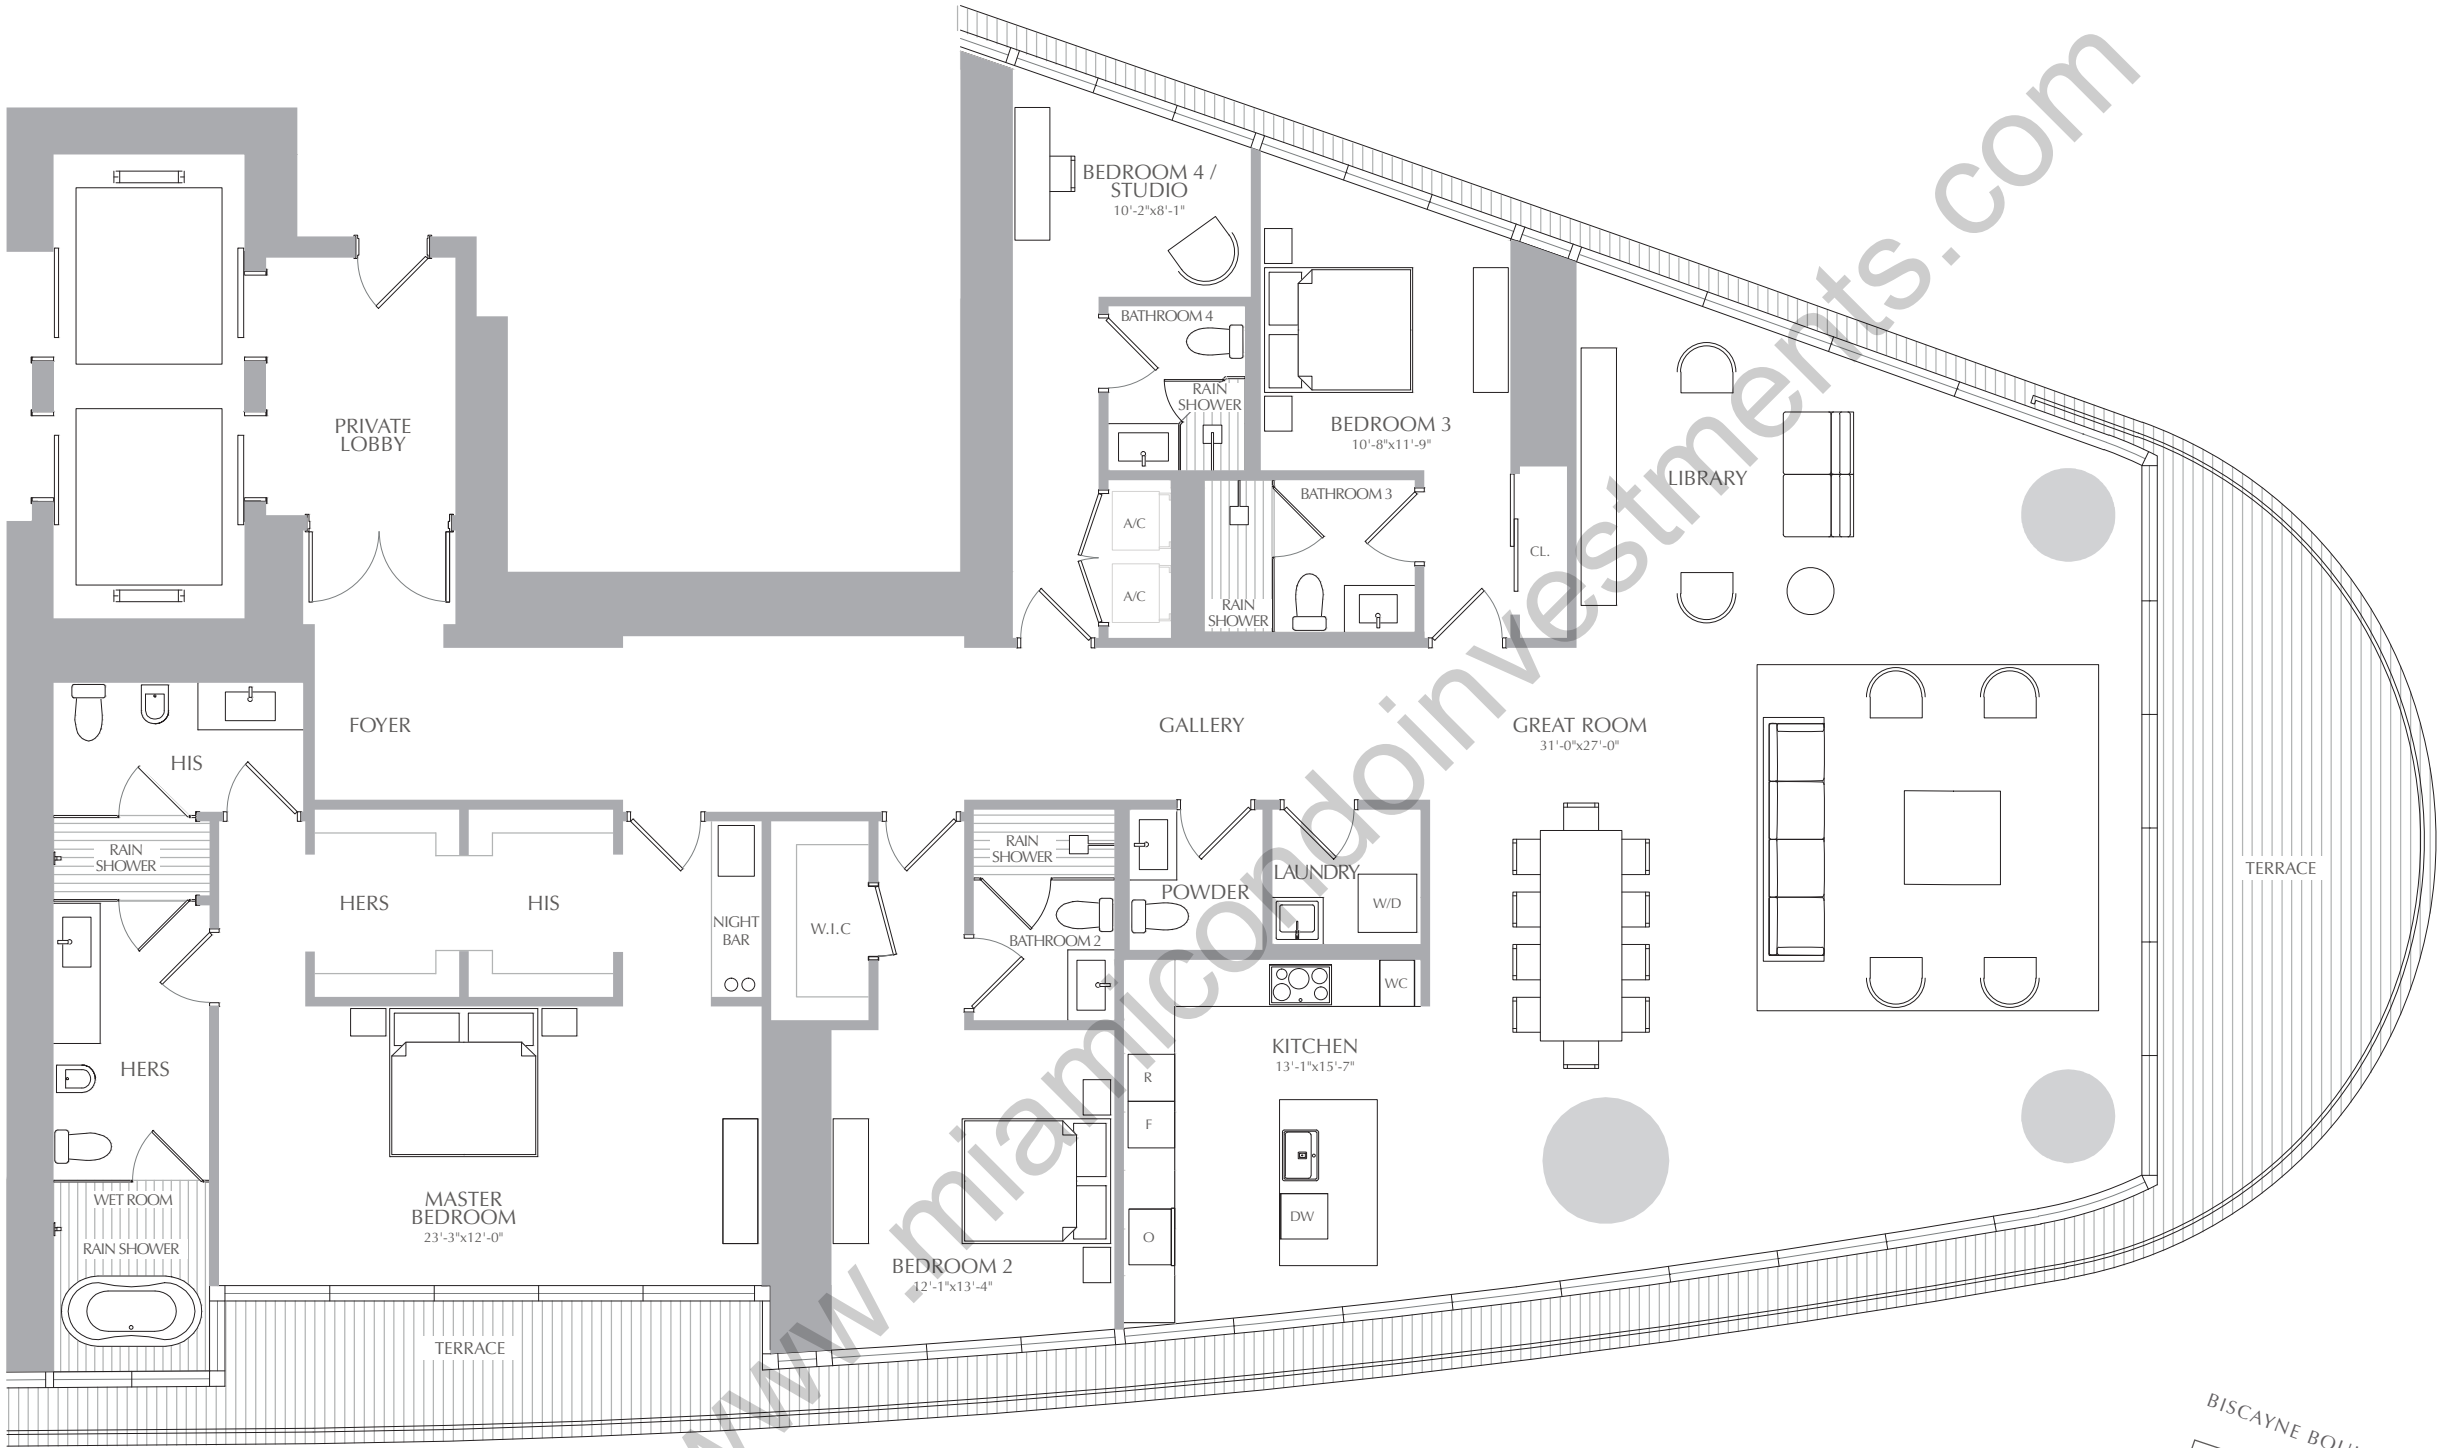 BEDROOM 4 /
STUDIO
10'-2"x8'-1"
BATHROOM 4
RAIN
SHOWER
BEDROOM 3
10'-8"x11'-9"
PRIVATE
LOBBY
LIBRARY
BATHROOM 3
A/C
CL.
A/C
RAIN
SHOWER
FOYER
GALLERY
GREAT ROOM
31'-0"x27'-0"
HIS
RAIN
SHOWER
HERS
HIS
NIGHT
BAR
W.I.C
RAIN
SHOWER
BATHROOM 2
POWDER
LAUNDRY
W/D
TERRACE
WC
KITCHEN
13'-1"x15'-7"
HERS
R
F
O
DW
MASTER
BEDROOM
23'-3"x12'-0"
WET ROOM
RAIN SHOWER
BEDROOM 2
12'-1"x13'-4"
TERRACE
www.miamicondoinvestments.com
BISCAYNE